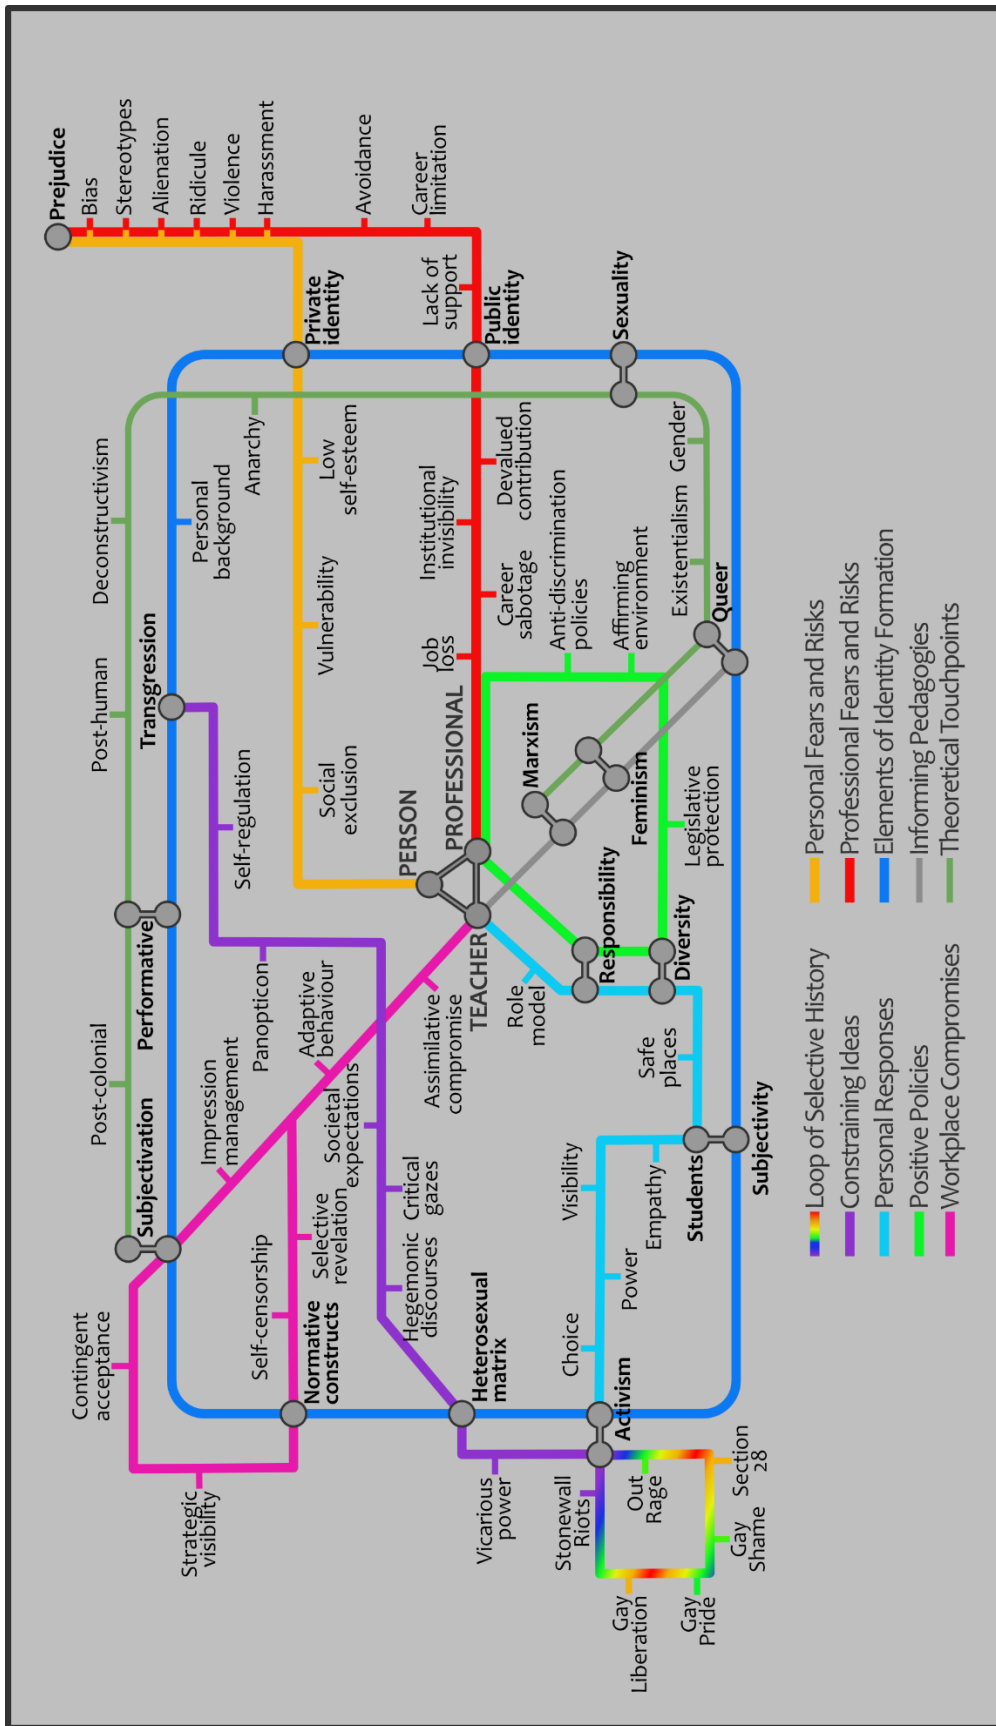 Contingent
acceptance
Strategic
visibility
Post-colonial
Post-human
Deconstructivism
Subjectivation
Performative
Transgression
Prejudice
Bias
Stereotypes
Alienation
Ridicule
Violence
Harassment
Avoidance
Career
limitation
Impression
management
Panopticon
Self-regulation
Personal
background
Anarchy
Self-censorship
Selective
revelation
Adaptive
behaviour
Societal
expectations
Normative
constructs
Social
exclusion
Vulnerability
Low
self-esteem
Private
identity
Hegemonic
discourses
Critical
gazes
Assimilative
compromise
PERSON
PROFESSIONAL
TEACHER
Job
loss
Institutional
invisibility
Lack of
support
Heterosexual
matrix
Vicarious
power
Role
model
Career
sabotage
Devalued
contribution
Public
identity
Stonewall
Riots
Choice
Visibility
Responsibility
Marxism
Anti-discrimination
policies
Sexuality
Activism
Power
Empathy
Safe
places
Diversity
Feminism
Affirming
environment
Gay
Liberation
Out
Rage
Gay
Pride
Gay
Shame
Section
28
Students
Legislative
protection
Existentialism
Gender
Queer
Subjectivity
Loop of Selective History
Constraining Ideas
Personal Responses
Positive Policies
Workplace Compromises
Personal Fears and Risks
Professional Fears and Risks
Elements of Identity Formation
Informing Pedagogies
Theoretical Touchpoints